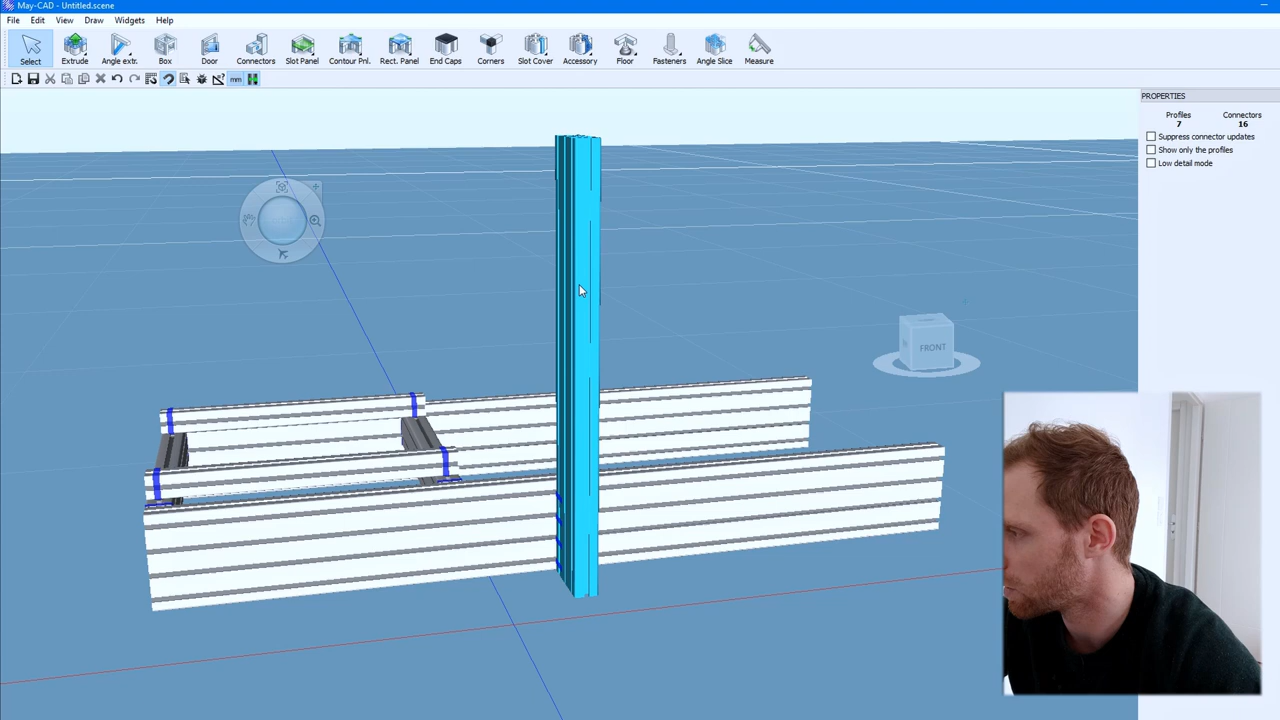 May-CAD - Untitled.scene
File Edit View Draw Widgets Help
Select Extrude Angle extr. Box Door Connectors Slot Panel Contour Pnl. Rect. Panel End Caps Corners Slot Cover Accessory Floor Fasteners Angle Slice Measure
mm
PROPERTIES
Profiles Connectors
7 16
Suppress connector updates
Show only the profiles
Low detail mode
FRONT